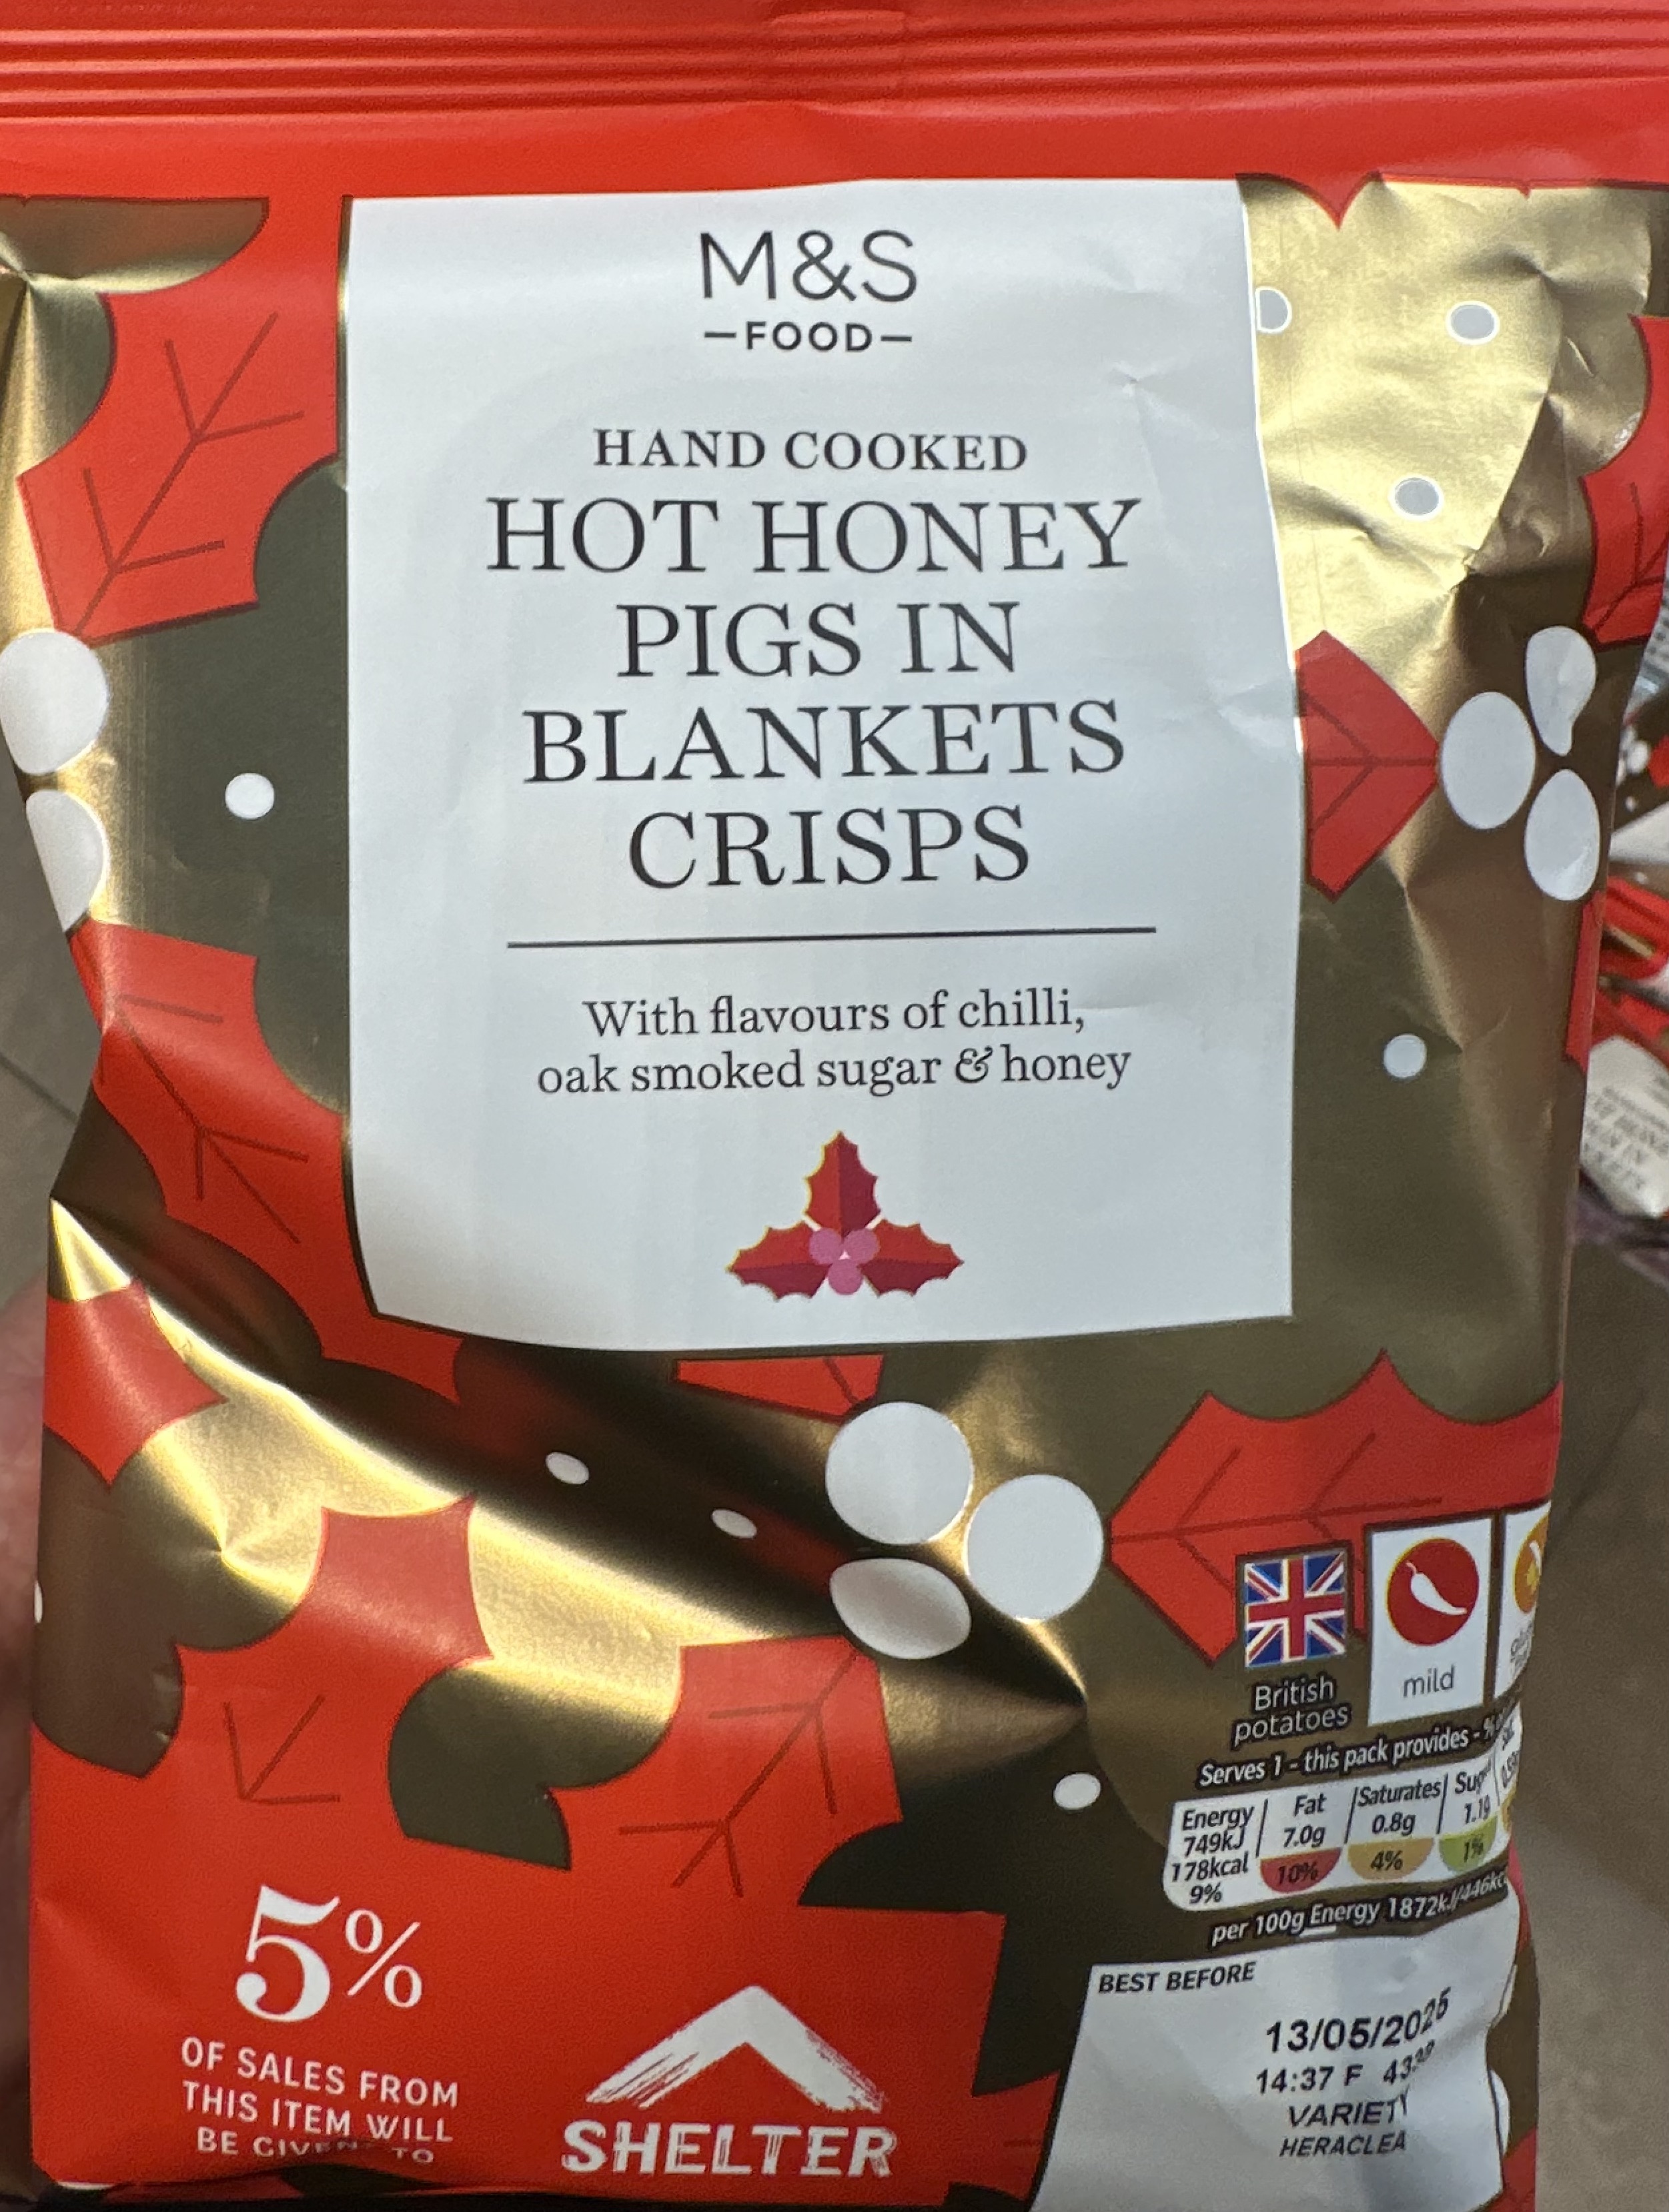 M&S
FOOD
HAND COOKED
HOT HONEY
PIGS IN
BLANKETS
CRISPS
With flavours of chilli,
oak smoked sugar & honey
British
potatoes
mild
Serves 1 - this pack provides - %
Energy
749kJ
178kcal
9%
Fat
7.0g
10%
Saturates
0.8g
4%
1.1g
1%
per 100g Energy 1872kJ/446kc
BEST BEFORE
13/05/2025
14:37 F
VARIETY
HERACLEA
5%
OF SALES FROM
THIS ITEM WILL
BE GIVEN TO
SHELTER